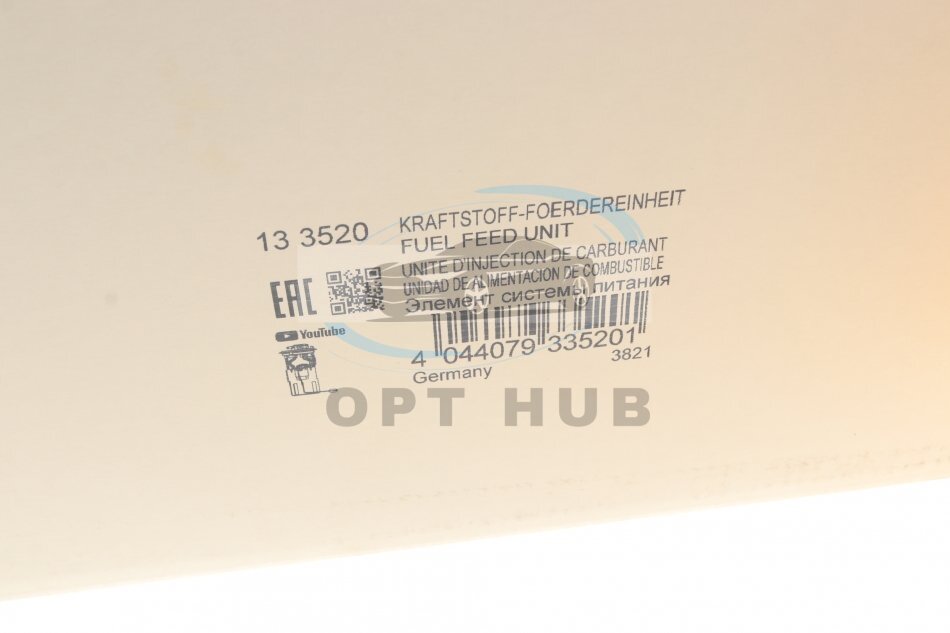 13 3520
KRAFTSTOFF-FOERDEREINHEIT
FUEL FEED UNIT
UNITE D'INJECTION DE CARBURANT
UNIDAD DE ALIMENTACION DE COMBUSTIBLE
Элемент системы питания
EAC
YouTube
4 044079 335201
Germany
3821
OPT HUB